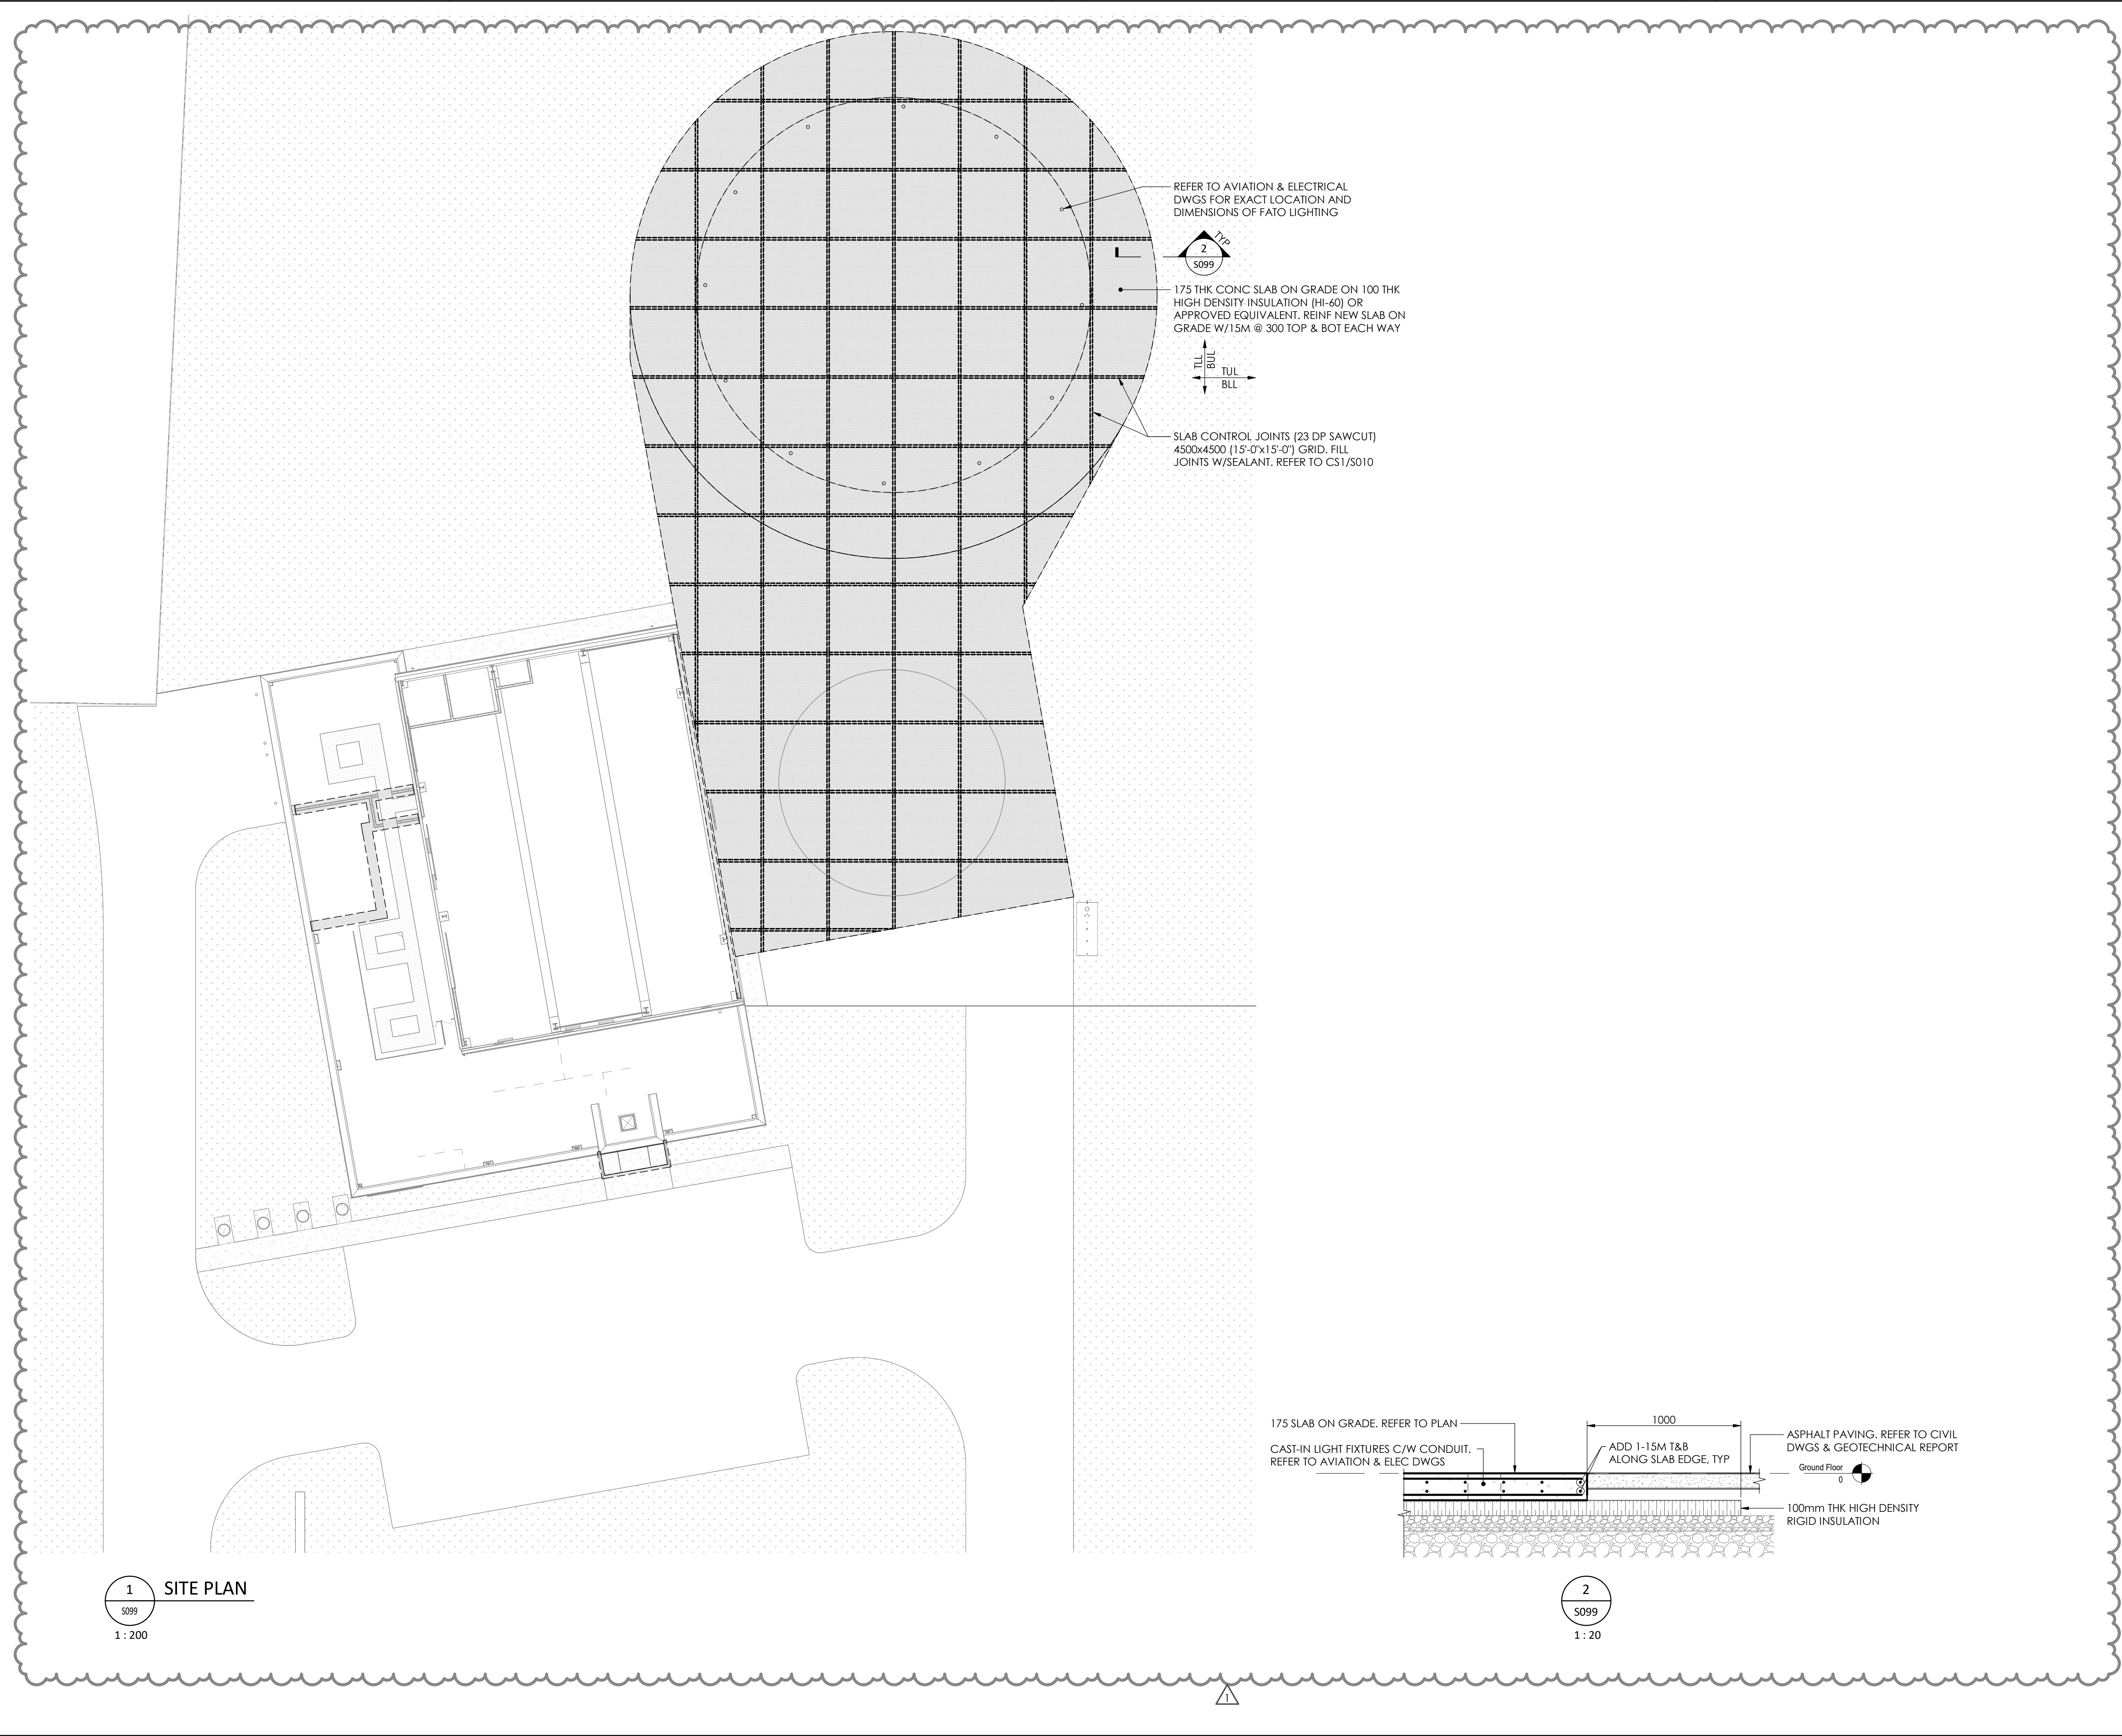 REFER TO AVIATION & ELECTRICAL
DWGS FOR EXACT LOCATION AND
DIMENSIONS OF FATO LIGHTING
TYP
2
S099
175 THK CONC SLAB ON GRADE ON 100 THK
HIGH DENSITY INSULATION (HI-60) OR
APPROVED EQUIVALENT. REINF NEW SLAB ON
GRADE W/15M @ 300 TOP & BOT EACH WAY
TLL
BUL
TUL
BLL
SLAB CONTROL JOINTS (23 DP SAWCUT)
4500x4500 (15'-0"x15'-0") GRID. FILL
JOINTS W/SEALANT. REFER TO CS1/S010
175 SLAB ON GRADE. REFER TO PLAN
CAST-IN LIGHT FIXTURES C/W CONDUIT.
REFER TO AVIATION & ELEC DWGS
1000
ADD 1-15M T&B
ALONG SLAB EDGE, TYP
ASPHALT PAVING. REFER TO CIVIL
DWGS & GEOTECHNICAL REPORT
Ground Floor
0
100mm THK HIGH DENSITY
RIGID INSULATION
1
S099
SITE PLAN
1 : 200
2
S099
1 : 20
1